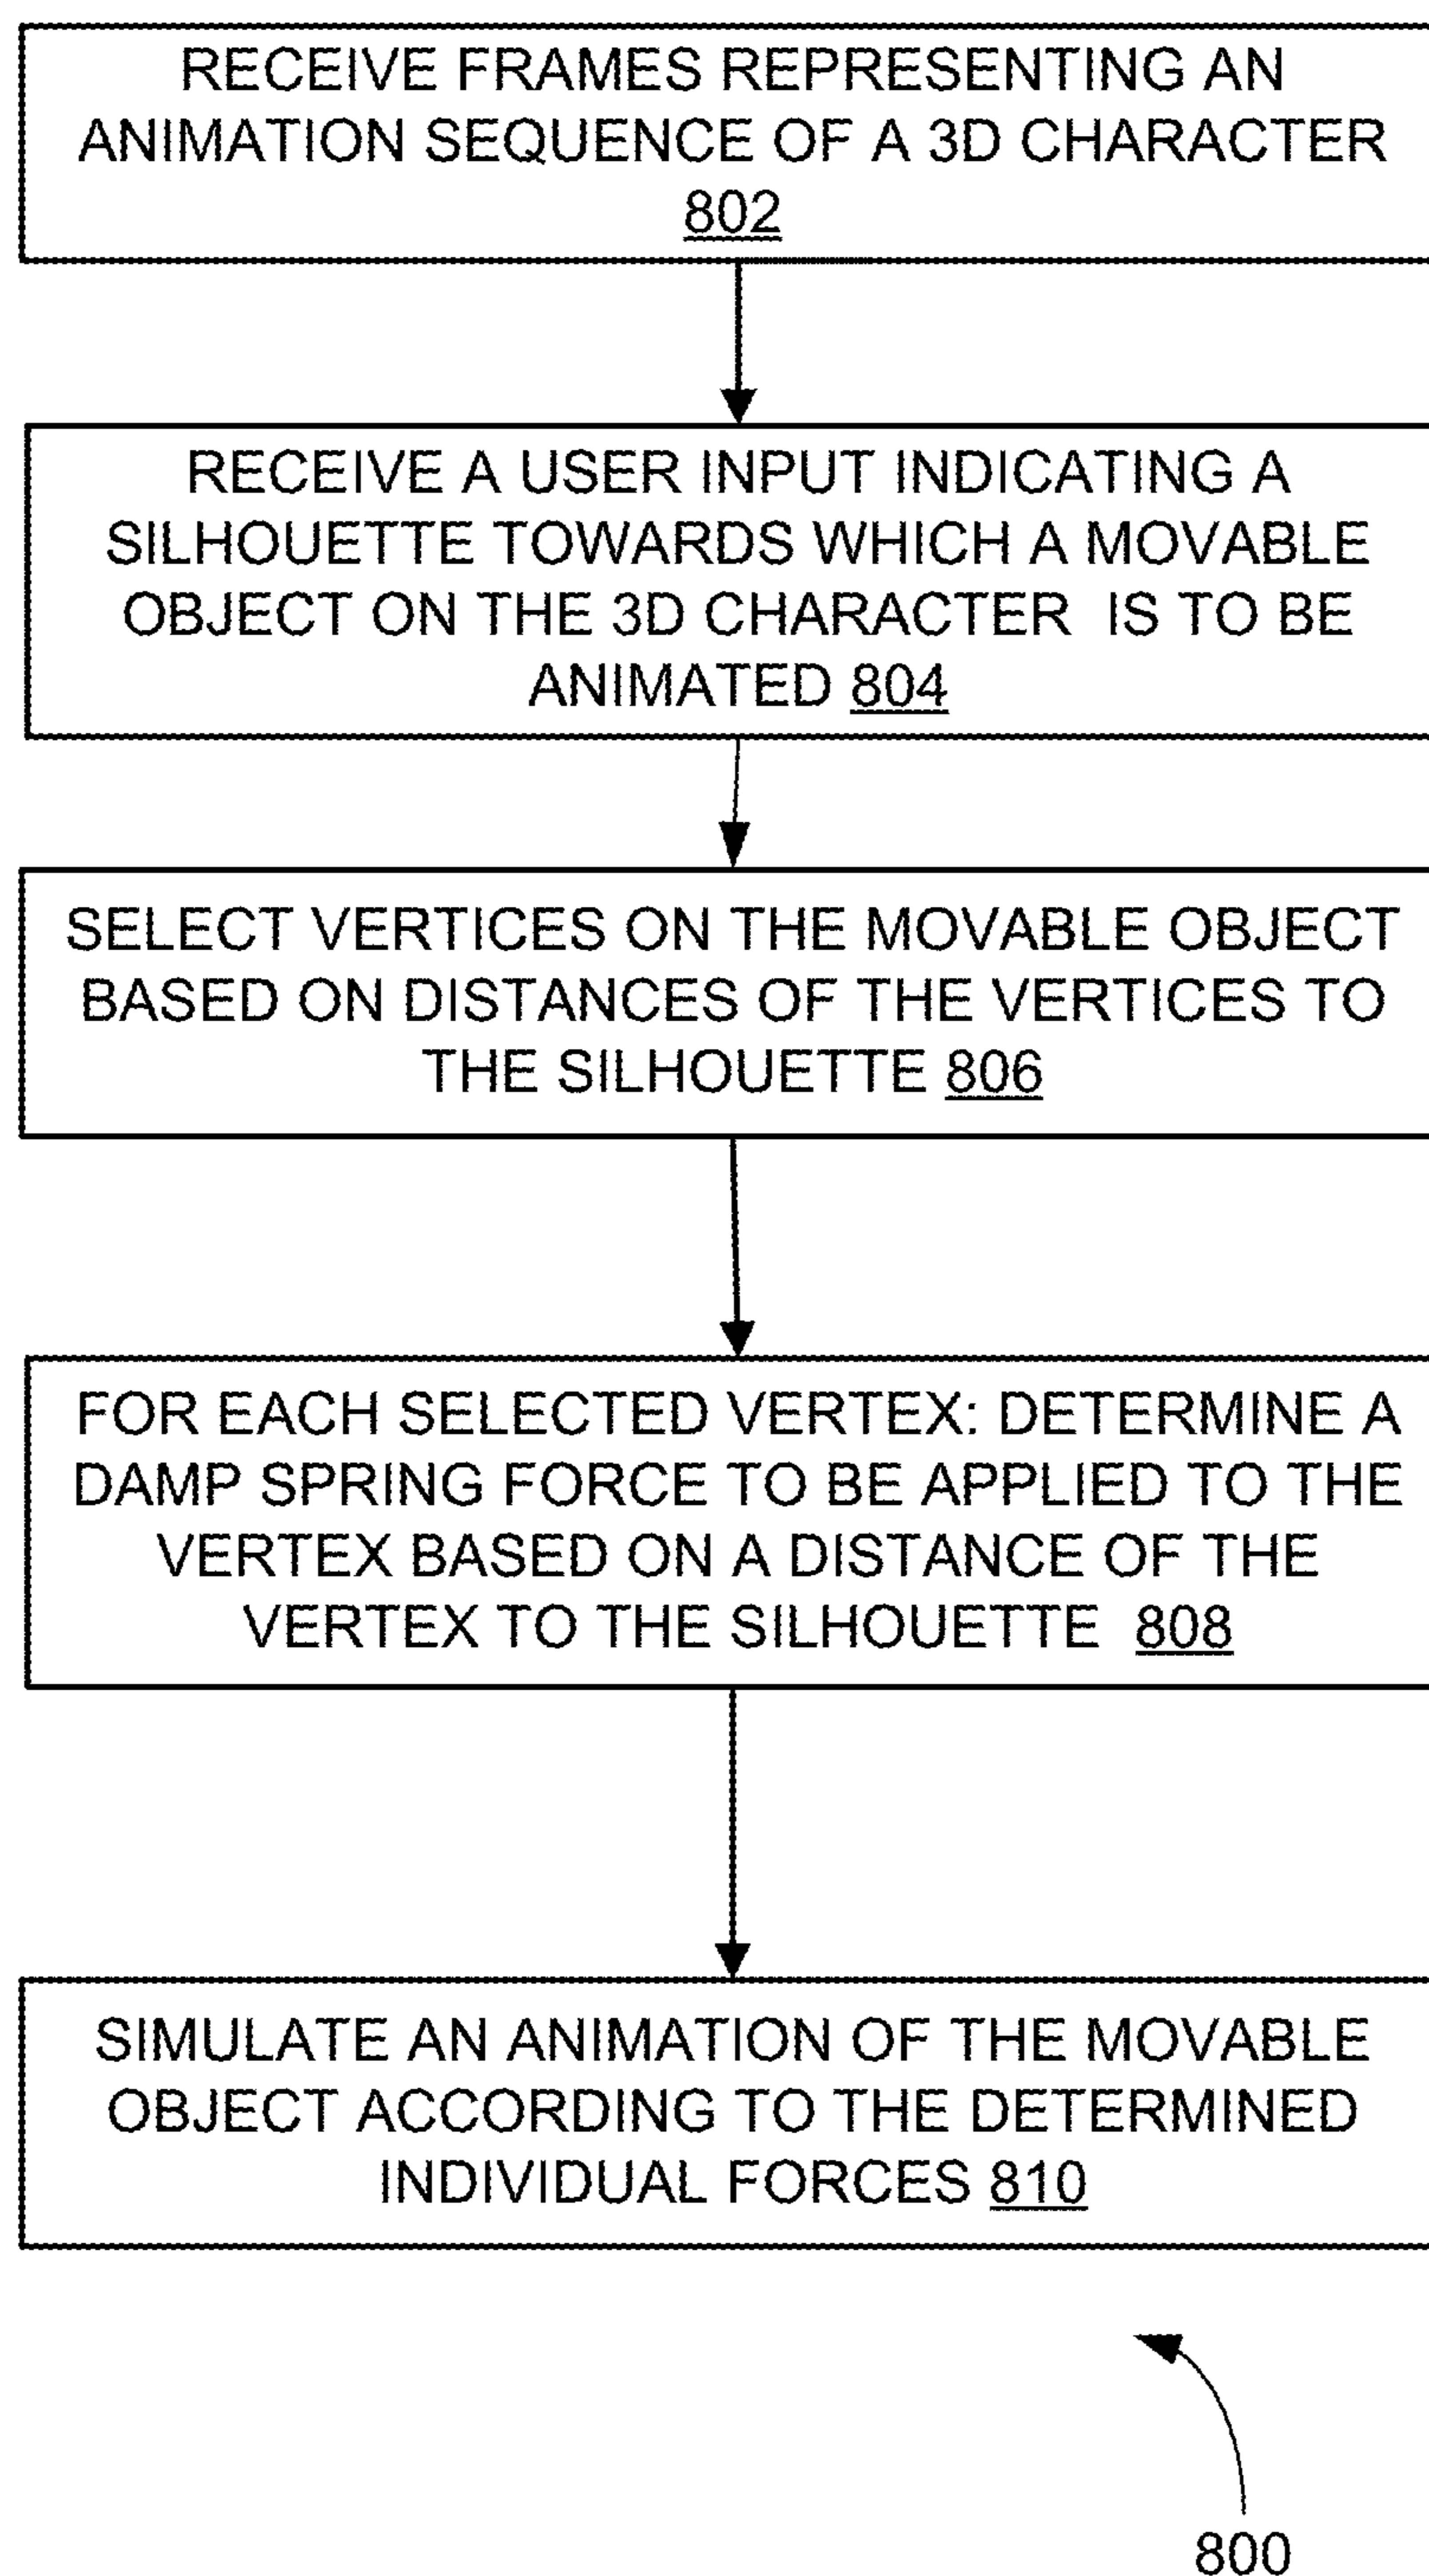 RECEIVE FRAMES REPRESENTING AN
ANIMATION SEQUENCE OF A 3D CHARACTER
802
RECEIVE A USER INPUT INDICATING A
SILHOUETTE TOWARDS WHICH A MOVABLE
OBJECT ON THE 3D CHARACTER IS TO BE
ANIMATED 804
SELECT VERTICES ON THE MOVABLE OBJECT
BASED ON DISTANCES OF THE VERTICES TO
THE SILHOUETTE 806
FOR EACH SELECTED VERTEX: DETERMINE A
DAMP SPRING FORCE TO BE APPLIED TO THE
VERTEX BASED ON A DISTANCE OF THE
VERTEX TO THE SILHOUETTE 808
SIMULATE AN ANIMATION OF THE MOVABLE
OBJECT ACCORDING TO THE DETERMINED
INDIVIDUAL FORCES 810
800